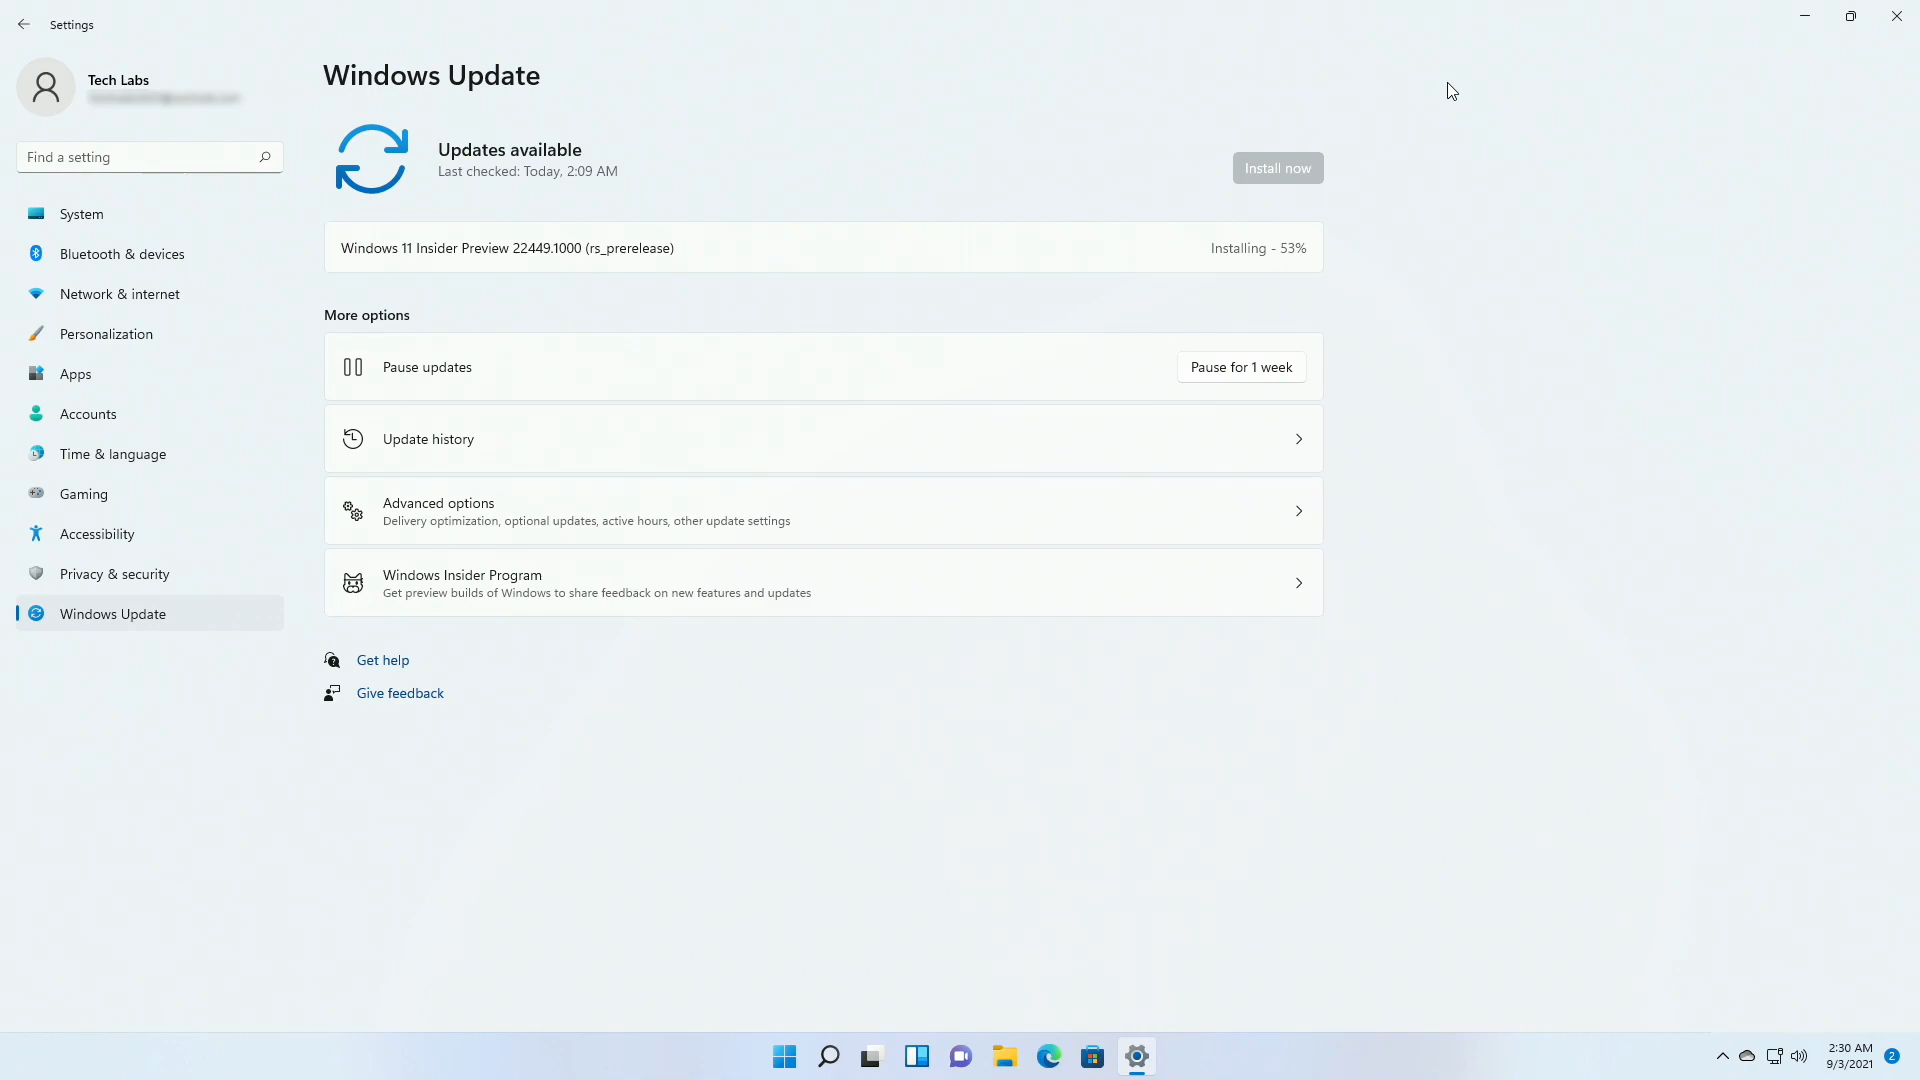 Settings
Tech Labs
Find a setting
System
Bluetooth & devices
Network & internet
Personalization
Apps
Accounts
Time & language
Gaming
Accessibility
Privacy & security
Windows Update
Windows Update
Updates available
Last checked: Today, 2:09 AM
Install now
Windows 11 Insider Preview 22449.1000 (rs_prerelease)
Installing - 53%
More options
Pause updates
Pause for 1 week
Update history
Advanced options
Delivery optimization, optional updates, active hours, other update settings
Windows Insider Program
Get preview builds of Windows to share feedback on new features and updates
Get help
Give feedback
2:30 AM
9/3/2021
2